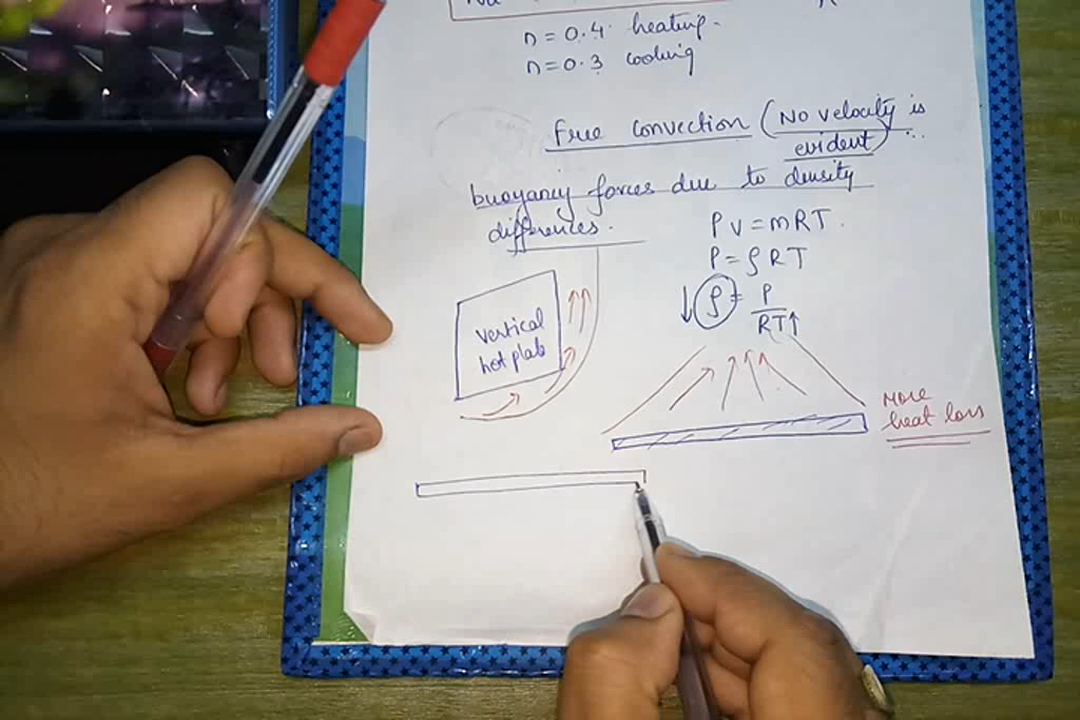 n = 0.4 heating.
n = 0.3 cooling
Free convection (No velocity is
evident) ∵
buoyancy forces due to density
differences.
PV = mRT.
P = ρRT
↓ρ = P / RT↑
vertical
hot plate
More
heat loss